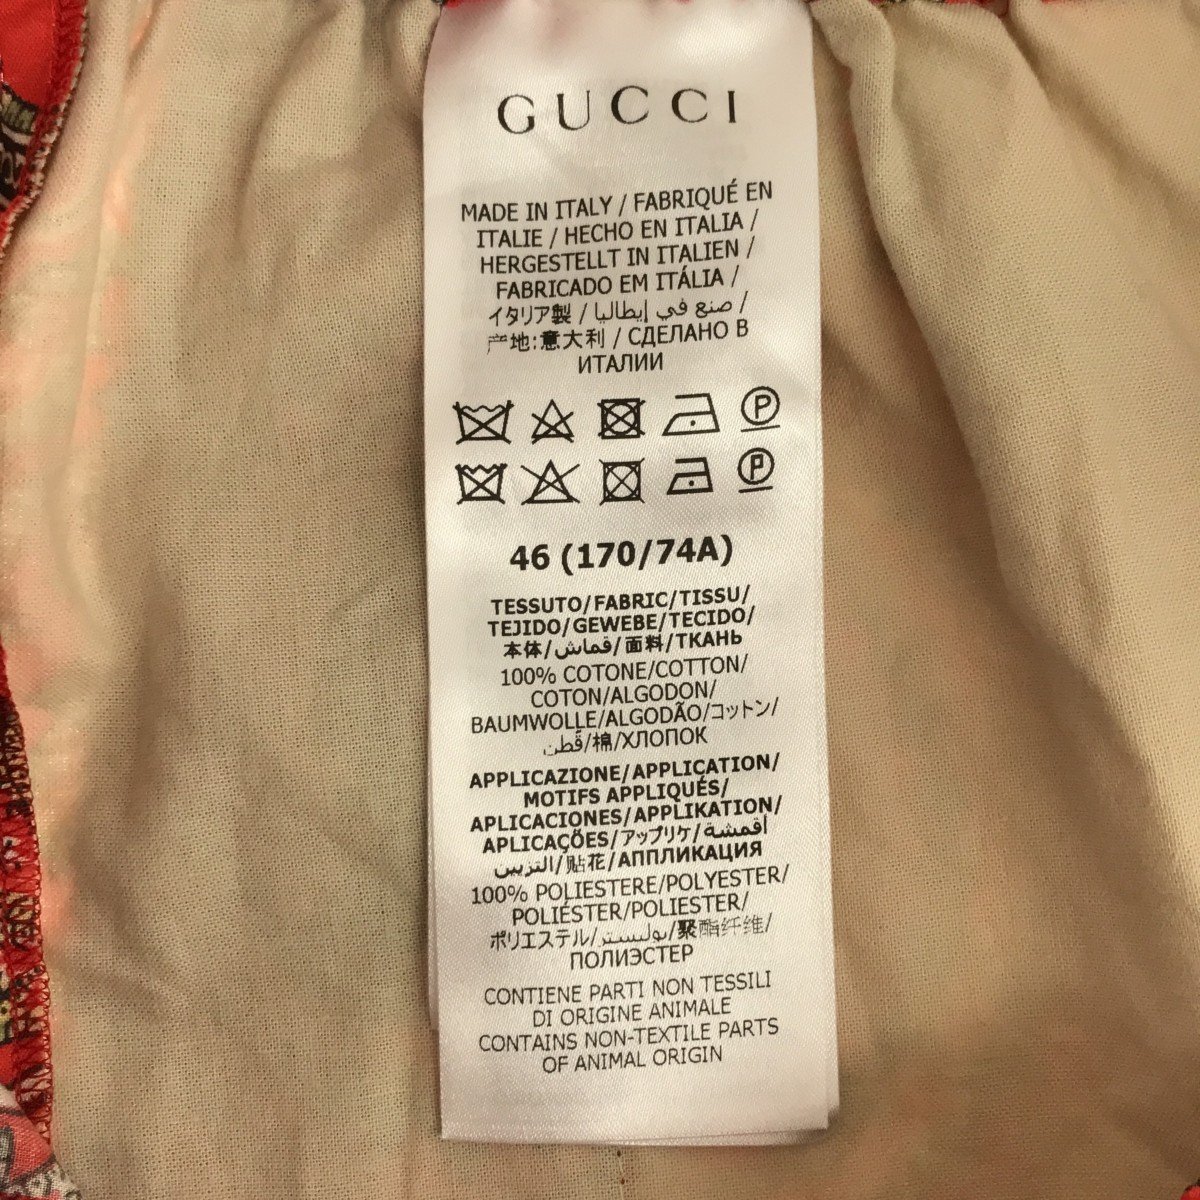 GUCCI
MADE IN ITALY / FABRIQUÉ EN
ITALIE / HECHO EN ITALIA /
HERGESTELLT IN ITALIEN /
FABRICADO EM ITÁLIA /
イタリア製 / صنع في إيطاليا /
产地:意大利 / СДЕЛАНО В
ИТАЛИИ
P
P
46 (170/74A)
TESSUTO/FABRIC/TISSU/
TEJIDO/GEWEBE/TECIDO/
本体/قماش/面料/ТКАНЬ
100% COTONE/COTTON/
COTON/ALGODON/
BAUMWOLLE/ALGODÃO/コットン/
قطن/棉/ХЛОПОК
APPLICAZIONE/APPLICATION/
MOTIFS APPLIQUÉS/
APLICACIONES/APPLIKATION/
APLICAÇÕES/アップリケ/أقمشة
التزيين/贴花/АППЛИКАЦИЯ
100% POLIESTERE/POLYESTER/
POLIÉSTER/POLIESTER/
ポリエステル/بوليستر/聚酯纤维/
ПОЛИЭСТЕР
CONTIENE PARTI NON TESSILI
DI ORIGINE ANIMALE
CONTAINS NON-TEXTILE PARTS
OF ANIMAL ORIGIN